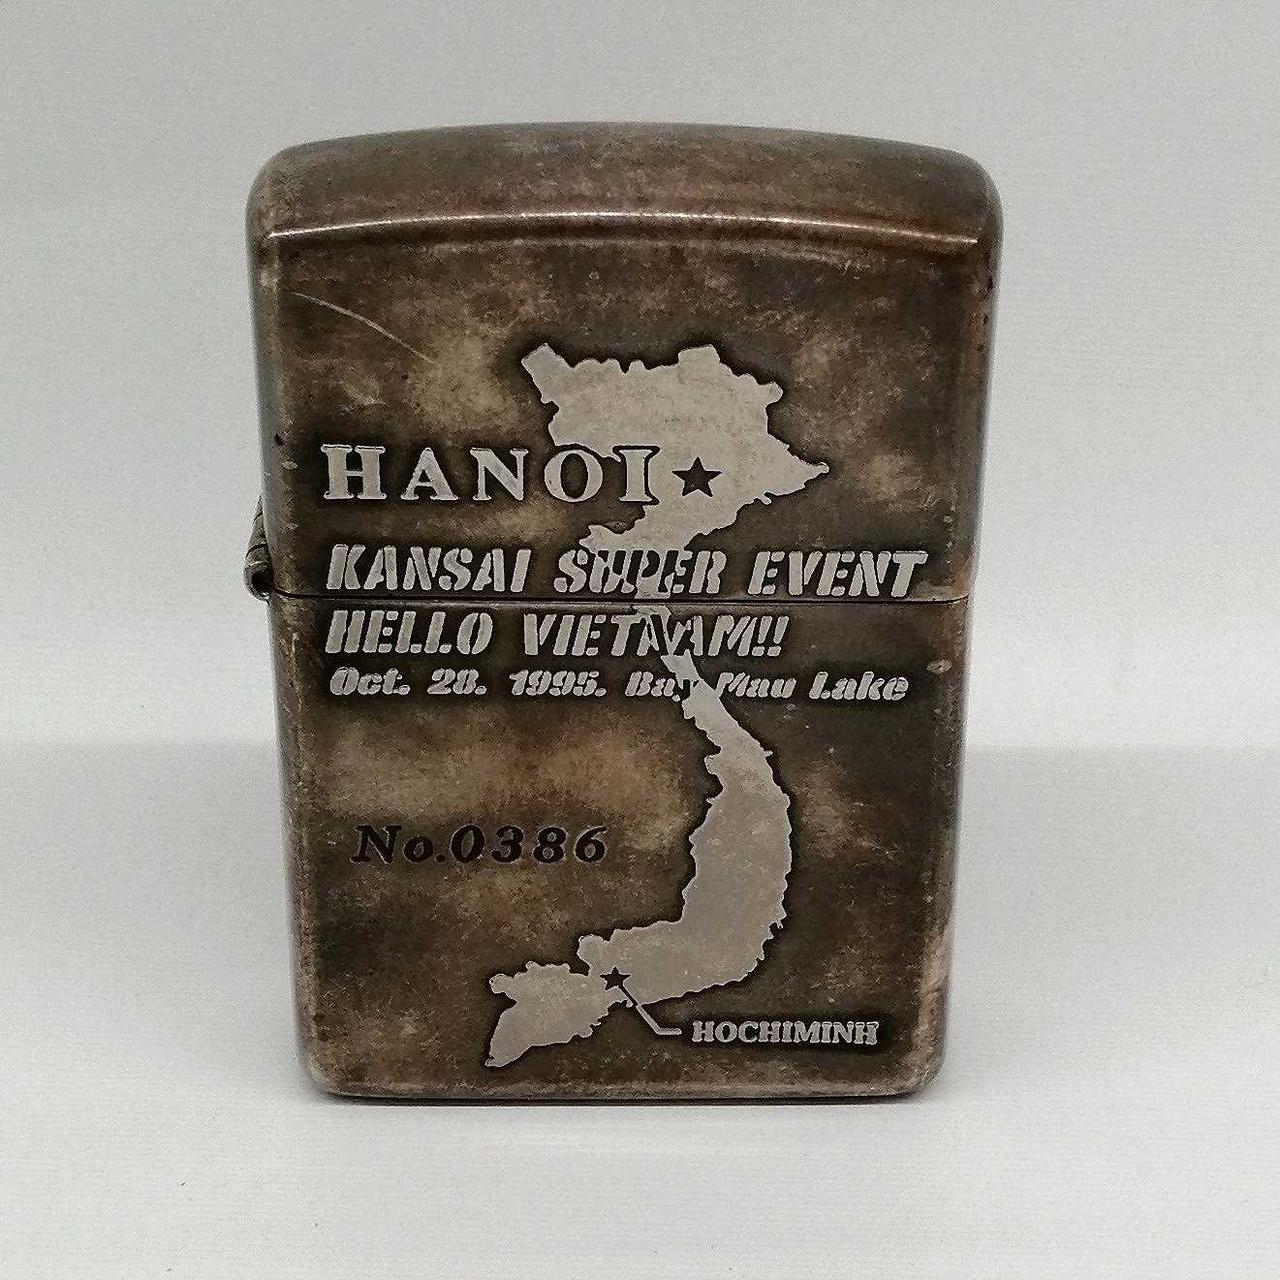 HANOI
KANSAI SUPER EVENT
HELLO VIETNAM!!
Oct. 28. 1995. Bay Mau Lake
No.0386
HOCHIMINH